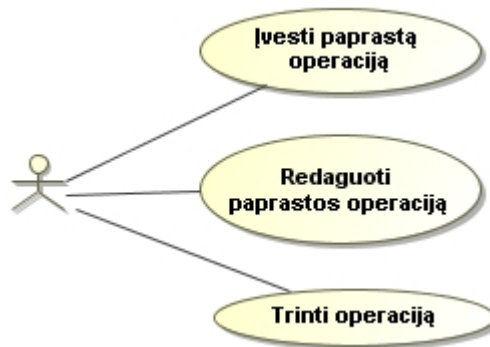 Įvesti paprastą
operaciją
Redaguoti
paprastos operaciją
Trinti operaciją